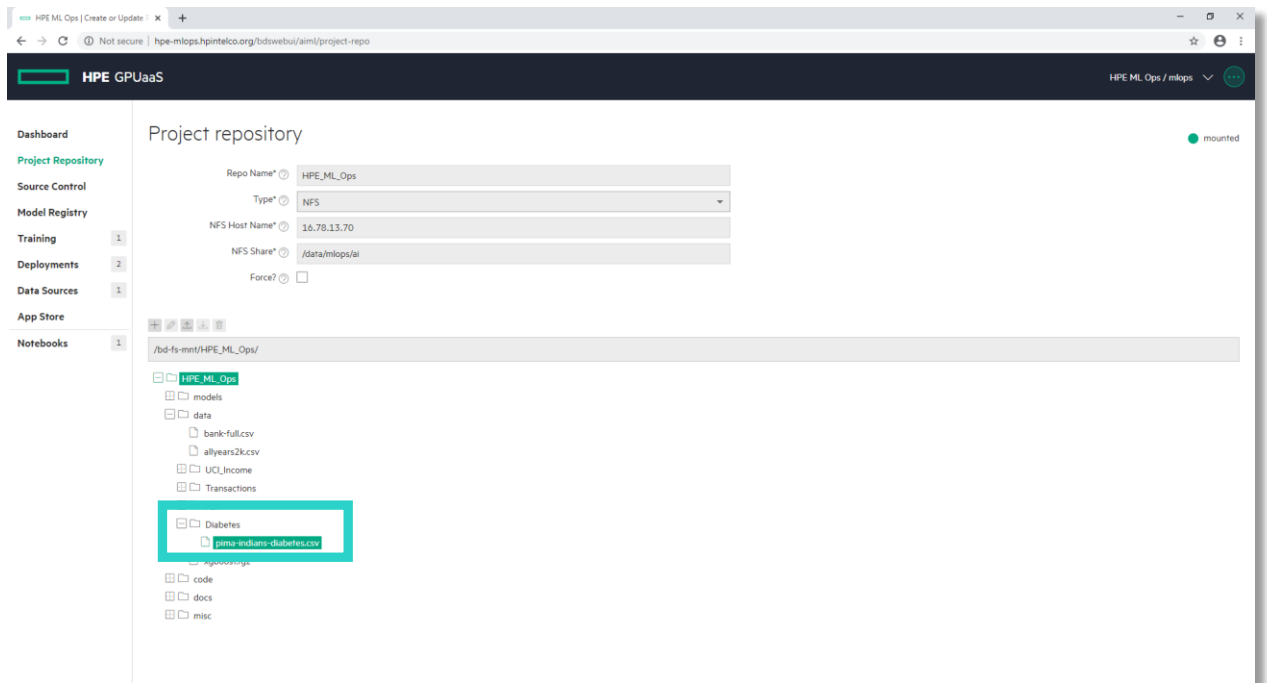 HPE ML Ops | Create or Update
Not secure | hpe-mlops.hpintelco.org/bdswebui/aiml/project-repo
HPE GPUaaS
HPE ML Ops / mlops
Dashboard
Project Repository
Source Control
Model Registry
Training 1
Deployments 2
Data Sources 1
App Store
Notebooks 1
Project repository
mounted
Repo Name* HPE_ML_Ops
Type* NFS
NFS Host Name* 16.78.13.70
NFS Share* /data/mlops/ai
Force?
/bd-fs-mnt/HPE_ML_Ops/
HPE_ML_Ops
models
data
bank-full.csv
allyears2k.csv
UCI_Income
Transactions
Diabetes
pima-indians-diabetes.csv
code
docs
misc